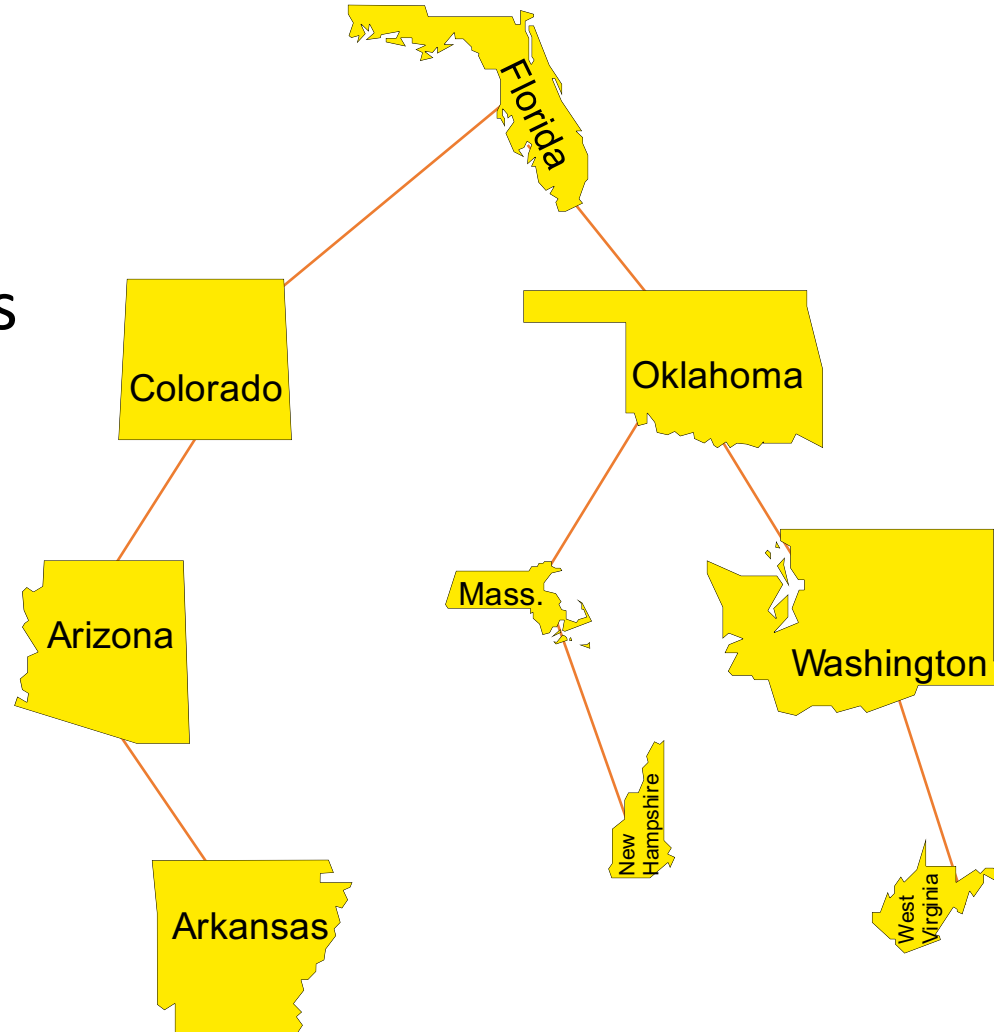 Florida
s
Colorado
Oklahoma
Mass.
Arizona
Washington
New
Hampshire
West
Virginia
Arkansas